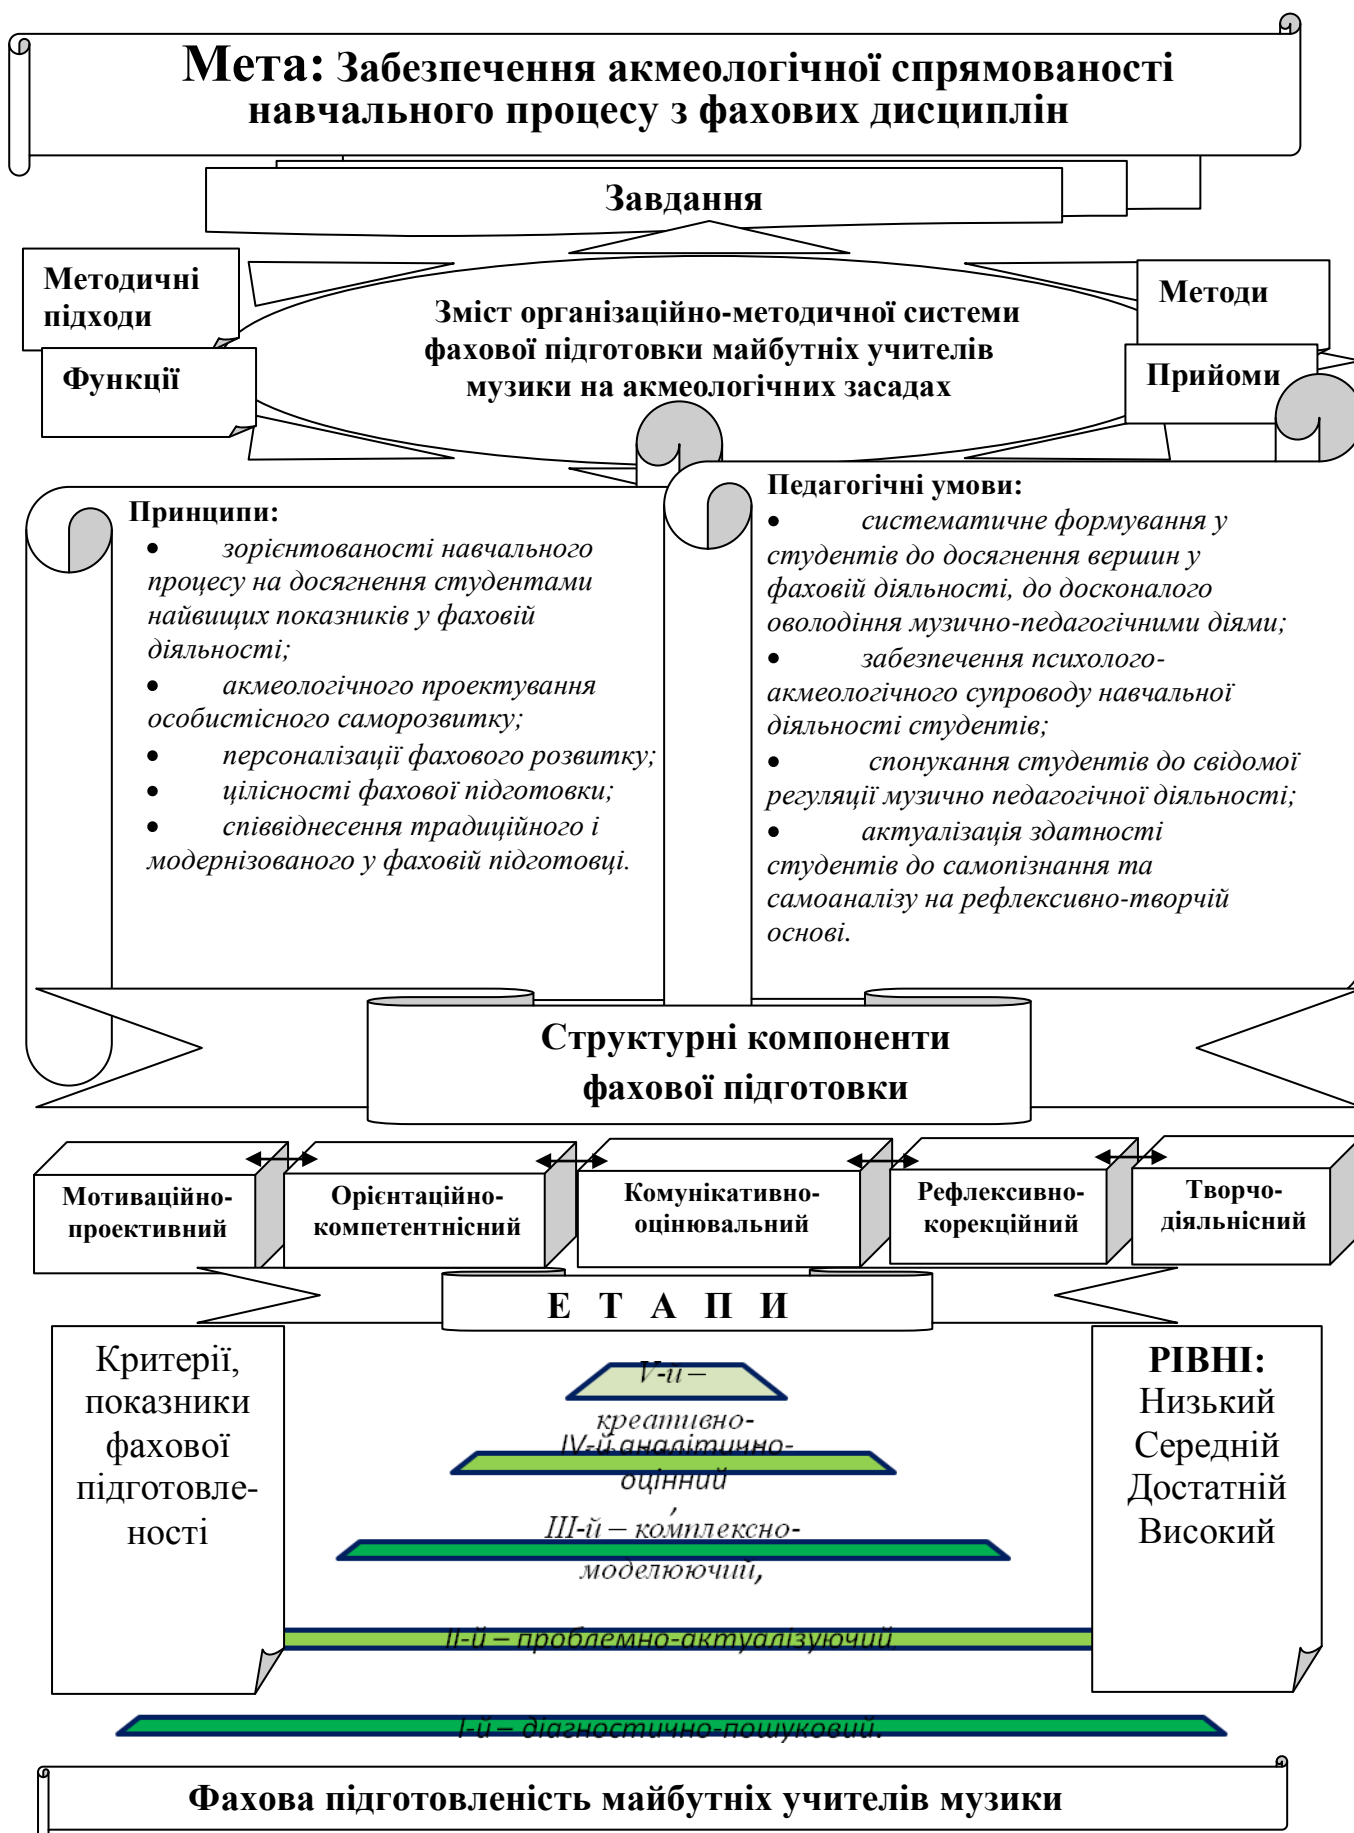 Мета: Забезпечення акмеологічної спрямованості
навчального процесу з фахових дисциплін
Завдання
Методичні
підходи
Функції
Зміст організаційно-методичної системи
фахової підготовки майбутніх учителів
музики на акмеологічних засадах
Методи
Прийоми
Принципи:
• зорієнтованості навчального
процесу на досягнення студентами
найвищих показників у фаховій
діяльності;
• акмеологічного проектування
особистісного саморозвитку;
• персоналізації фахового розвитку;
• цілісності фахової підготовки;
• співвіднесення традиційного і
модернізованого у фаховій підготовці.
Педагогічні умови:
• систематичне формування у
студентів до досягнення вершин у
фаховій діяльності, до досконалого
оволодіння музично-педагогічними діями;
• забезпечення психолого-
акмеологічного супроводу навчальної
діяльності студентів;
• спонукання студентів до свідомої
регуляції музично педагогічної діяльності;
• актуалізація здатності
студентів до самопізнання та
самоаналізу на рефлексивно-творчій
основі.
Структурні компоненти
фахової підготовки
Мотиваційно-
проективний
Орієнтаційно-
компетентнісний
Комунікативно-
оцінювальний
Рефлексивно-
корекційний
Творчо-
діяльнісний
Е Т А П И
Критерії,
показники
фахової
підготовле-
ності
V-й –
креативно-
IV-й аналітично-
оцінний
,
III-й – комплексно-
моделюючий,
II-й – проблемно-актуалізуючий
I-й – діагностично-пошуковий.
РІВНІ:
Низький
Середній
Достатній
Високий
Фахова підготовленість майбутніх учителів музики